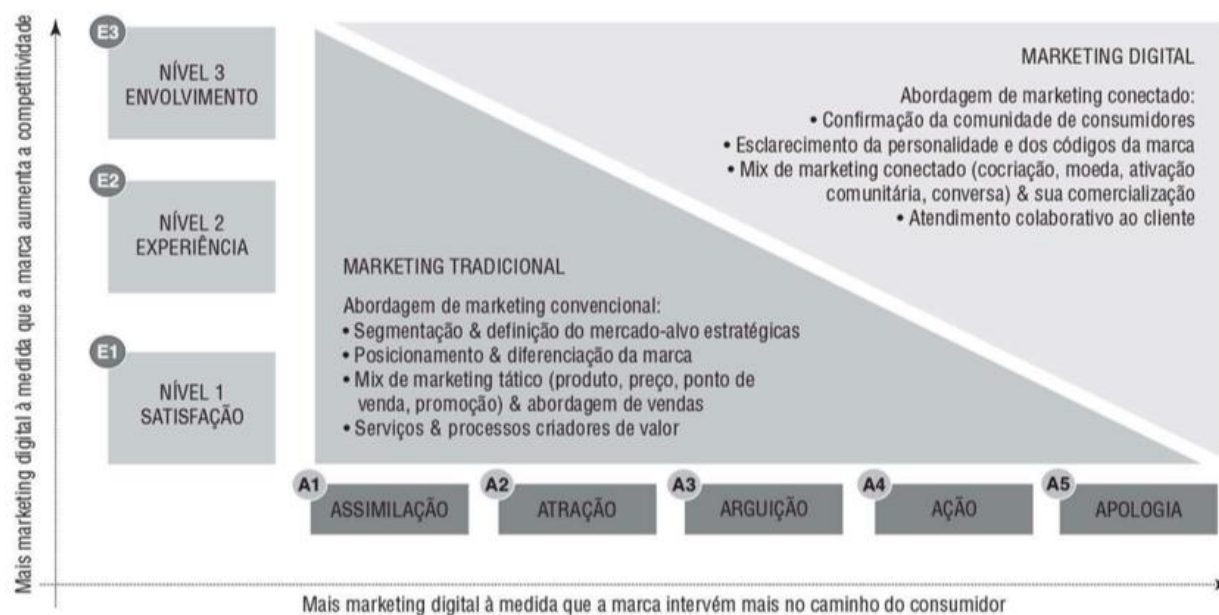 Mais marketing digital à medida que a marca aumenta a competitividade
E3
NÍVEL 3
ENVOLVIMENTO
E2
NÍVEL 2
EXPERIÊNCIA
E1
NÍVEL 1
SATISFAÇÃO
MARKETING DIGITAL
Abordagem de marketing conectado:
• Confirmação da comunidade de consumidores
• Esclarecimento da personalidade e dos códigos da marca
• Mix de marketing conectado (cocriação, moeda, ativação
comunitária, conversa) & sua comercialização
• Atendimento colaborativo ao cliente
MARKETING TRADICIONAL
Abordagem de marketing convencional:
• Segmentação & definição do mercado-alvo estratégicas
• Posicionamento & diferenciação da marca
• Mix de marketing tático (produto, preço, ponto de
venda, promoção) & abordagem de vendas
• Serviços & processos criadores de valor
A1
ASSIMILAÇÃO
A2
ATRAÇÃO
A3
ARGUIÇÃO
A4
AÇÃO
A5
APOLOGIA
Mais marketing digital à medida que a marca intervém mais no caminho do consumidor